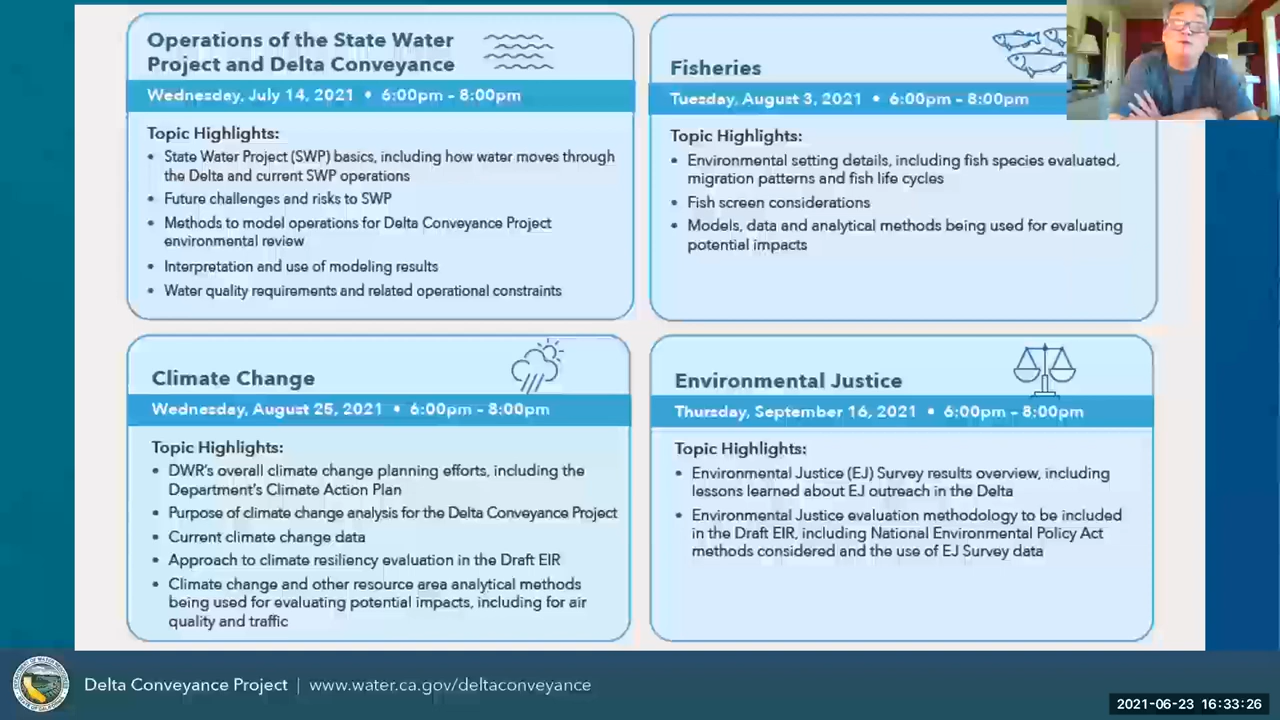 Operations of the State Water
Project and Delta Conveyance
Wednesday, July 14, 2021 • 6:00pm – 8:00pm
Topic Highlights:
• State Water Project (SWP) basics, including how water moves through
the Delta and current SWP operations
• Future challenges and risks to SWP
• Methods to model operations for Delta Conveyance Project
environmental review
• Interpretation and use of modeling results
• Water quality requirements and related operational constraints
Fisheries
Tuesday, August 3, 2021 • 6:00pm – 8:00pm
Topic Highlights:
• Environmental setting details, including fish species evaluated,
migration patterns and fish life cycles
• Fish screen considerations
• Models, data and analytical methods being used for evaluating
potential impacts
Climate Change
Wednesday, August 25, 2021 • 6:00pm – 8:00pm
Topic Highlights:
• DWR's overall climate change planning efforts, including the
Department's Climate Action Plan
• Purpose of climate change analysis for the Delta Conveyance Project
• Current climate change data
• Approach to climate resiliency evaluation in the Draft EIR
• Climate change and other resource area analytical methods
being used for evaluating potential impacts, including for air
quality and traffic
Environmental Justice
Thursday, September 16, 2021 • 6:00pm – 8:00pm
Topic Highlights:
• Environmental Justice (EJ) Survey results overview, including
lessons learned about EJ outreach in the Delta
• Environmental Justice evaluation methodology to be included
in the Draft EIR, including National Environmental Policy Act
methods considered and the use of EJ Survey data
Delta Conveyance Project | www.water.ca.gov/deltaconveyance
2021-06-23 16:33:26